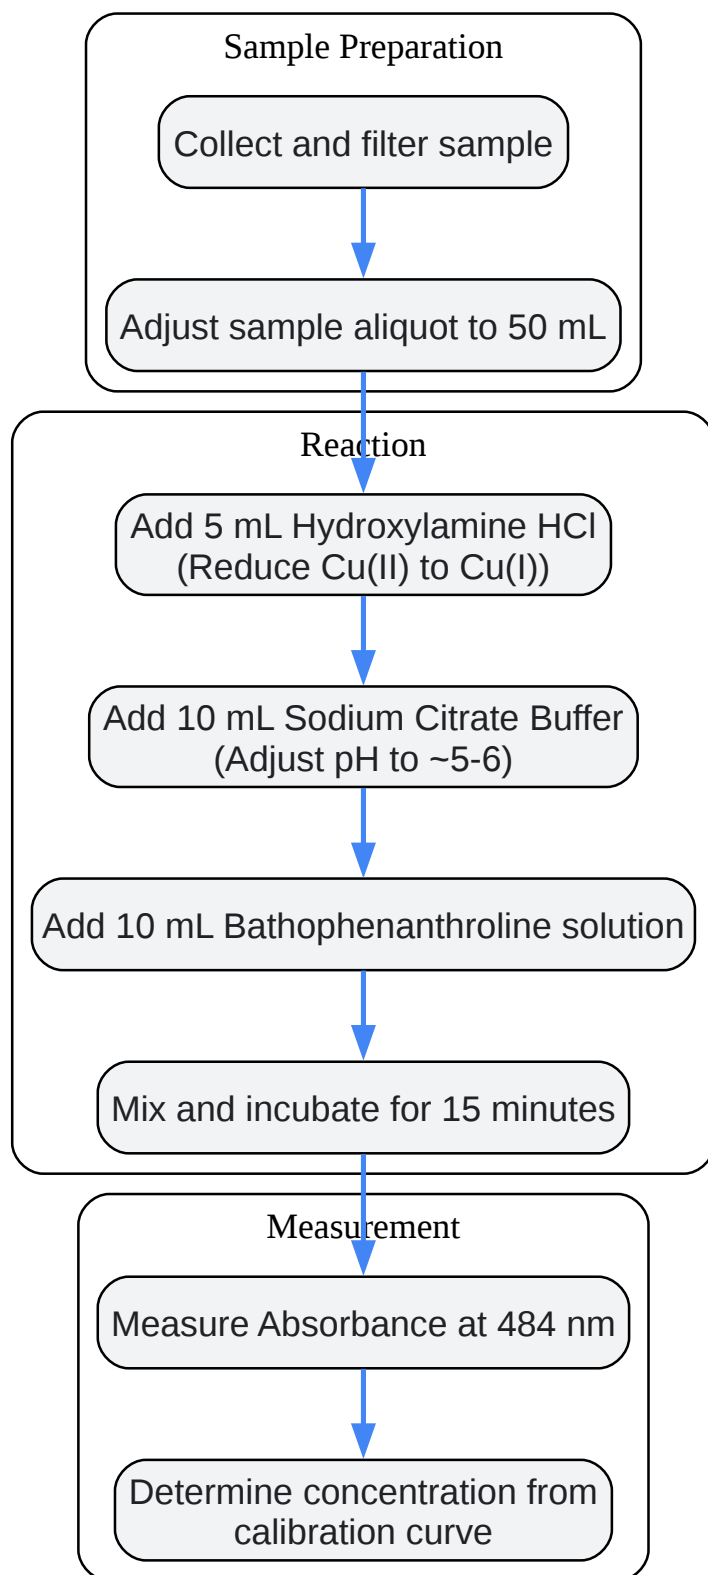 Sample Preparation
Collect and filter sample
Adjust sample aliquot to 50 mL
Reaction
Add 5 mL Hydroxylamine HCl
(Reduce Cu(II) to Cu(I))
Add 10 mL Sodium Citrate Buffer
(Adjust pH to ~5-6)
Add 10 mL Bathophenanthroline solution
Mix and incubate for 15 minutes
Measurement
Measure Absorbance at 484 nm
Determine concentration from
calibration curve